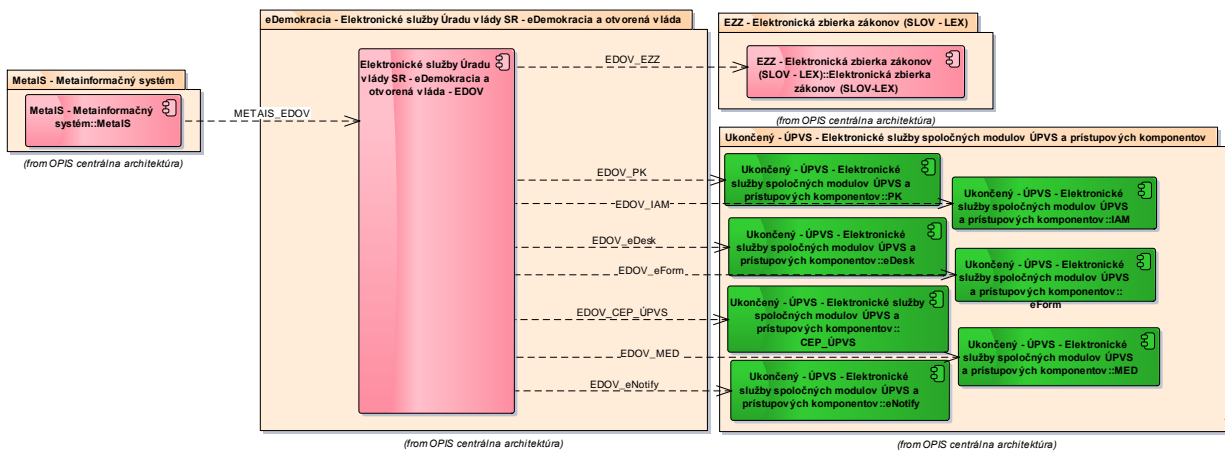 MetaIS - Metainformačný systém
MetaIS - Metainformačný
systém::MetaIS
(from OPIS centrálna architektúra)
METAIS_EDOV
eDemokracia - Elektronické služby Úradu vlády SR - eDemokracia a otvorená vláda
Elektronické služby Úradu
vlády SR - eDemokracia a
otvorená vláda - EDOV
(from OPIS centrálna architektúra)
EDOV_EZZ
EDOV_PK
EDOV_IAM
EDOV_eDesk
EDOV_eForm
EDOV_CEP_ÚPVS
EDOV_MED
EDOV_eNotify
EZZ - Elektronická zbierka zákonov (SLOV - LEX)
EZZ - Elektronická zbierka zákonov
(SLOV - LEX)::Elektronická zbierka
zákonov (SLOV-LEX)
(from OPIS centrálna architektúra)
Ukončený - ÚPVS - Elektronické služby spoločných modulov ÚPVS a prístupových komponentov
Ukončený - ÚPVS - Elektronické
služby spoločných modulov ÚPVS a
prístupových komponentov::PK
Ukončený - ÚPVS - Elektronické
služby spoločných modulov ÚPVS
a prístupových komponentov::IAM
Ukončený - ÚPVS - Elektronické
služby spoločných modulov ÚPVS a
prístupových komponentov::eDesk
Ukončený - ÚPVS - Elektronické
služby spoločných modulov ÚPVS
a prístupových komponentov::
eForm
Ukončený - ÚPVS - Elektronické služby
spoločných modulov ÚPVS a
prístupových komponentov::
CEP_ÚPVS
Ukončený - ÚPVS - Elektronické
služby spoločných modulov ÚPVS
a prístupových komponentov::MED
Ukončený - ÚPVS - Elektronické
služby spoločných modulov ÚPVS a
prístupových komponentov::eNotify
(from OPIS centrálna architektúra)